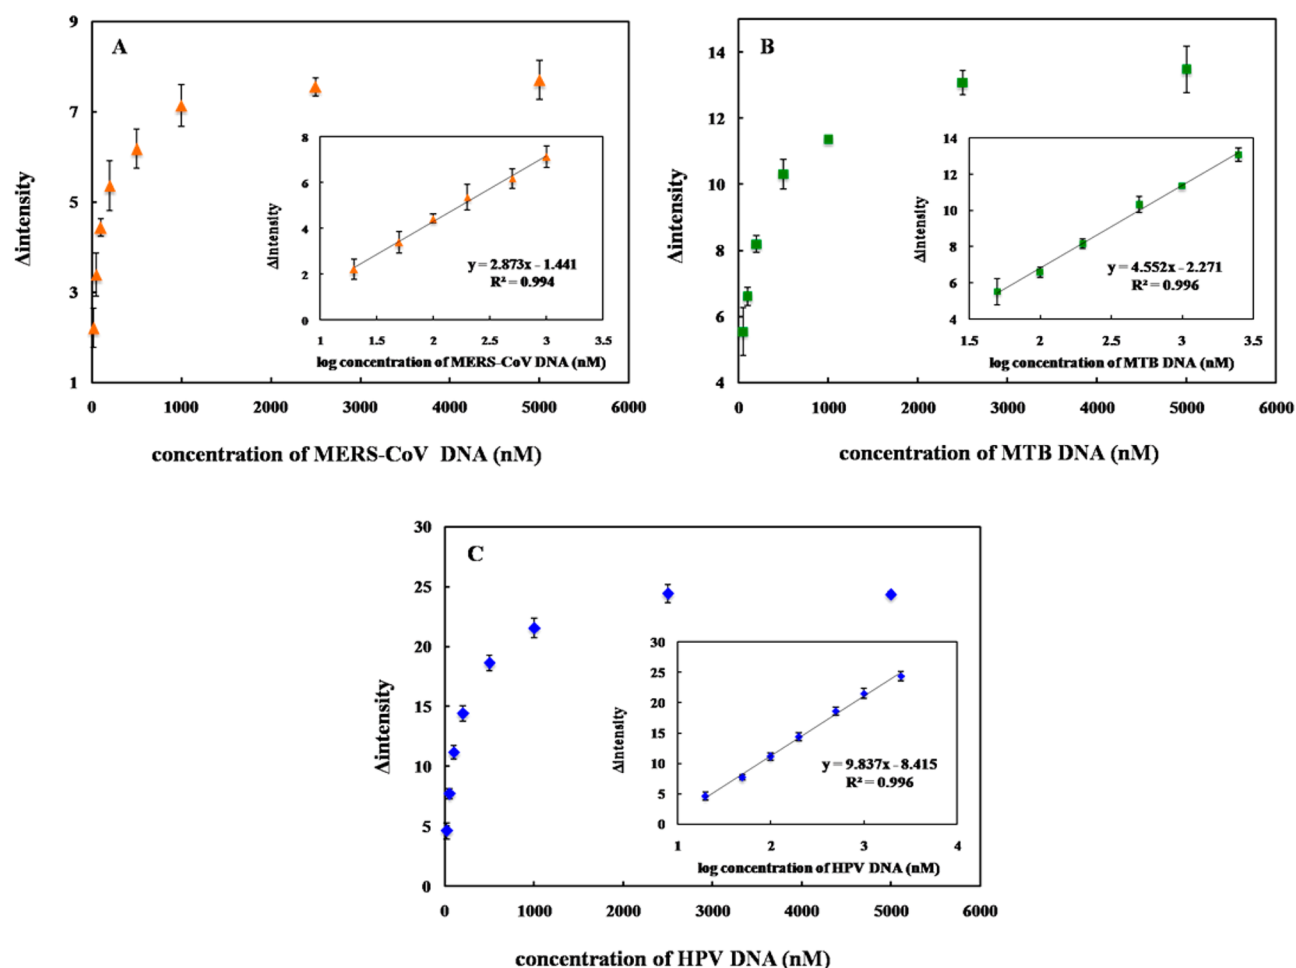 A
Δintensity
9
7
5
3
1
0 1000 2000 3000 4000 5000 6000
concentration of MERS-CoV DNA (nM)
Δintensity
8
6
4
2
0
y = 2.873x - 1.441
R² = 0.994
1 1.5 2 2.5 3 3.5
log concentration of MERS-CoV DNA (nM)
B
Δintensity
14
12
10
8
6
4
0 1000 2000 3000 4000 5000 6000
concentration of MTB DNA (nM)
Δintensity
14
12
10
8
6
4
y = 4.552x - 2.271
R² = 0.996
1.5 2 2.5 3 3.5
log concentration of MTB DNA (nM)
C
Δintensity
30
25
20
15
10
5
0
0 1000 2000 3000 4000 5000 6000
concentration of HPV DNA (nM)
Δintensity
30
25
20
15
10
5
0
y = 9.837x - 8.415
R² = 0.996
1 2 3 4
log concentration of HPV DNA (nM)